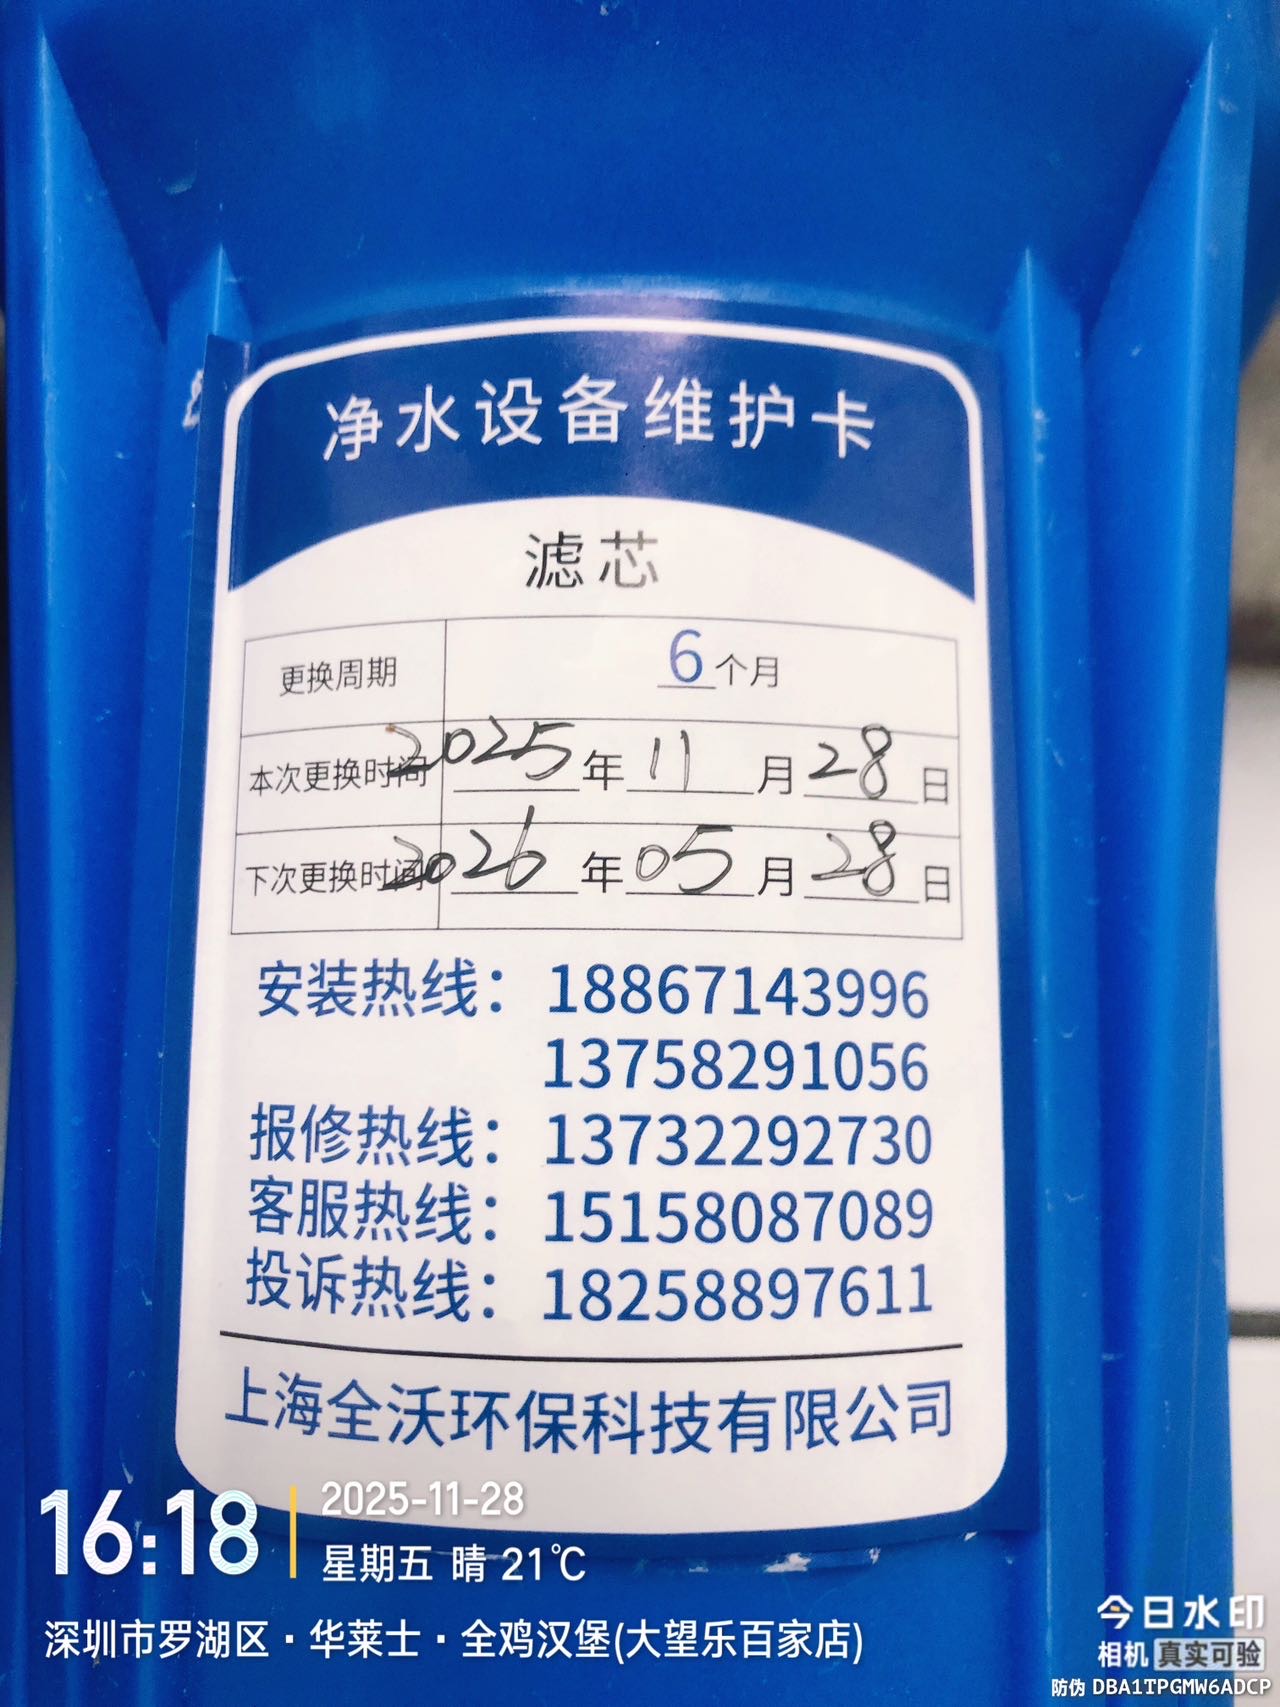 净水设备维护卡
滤芯
更换周期 6个月
本次更换时间 2025年11月28日
下次更换时间 2026年05月28日
安装热线：18867143996
13758291056
报修热线：13732292730
客服热线：15158087089
投诉热线：18258897611
上海全沃环保科技有限公司
16:18
2025-11-28
星期五 晴 21℃
深圳市罗湖区·华莱士·全鸡汉堡(大望乐百家店)
今日水印
相机 真实可验
防伪 DBA1TPGMW6ADCP